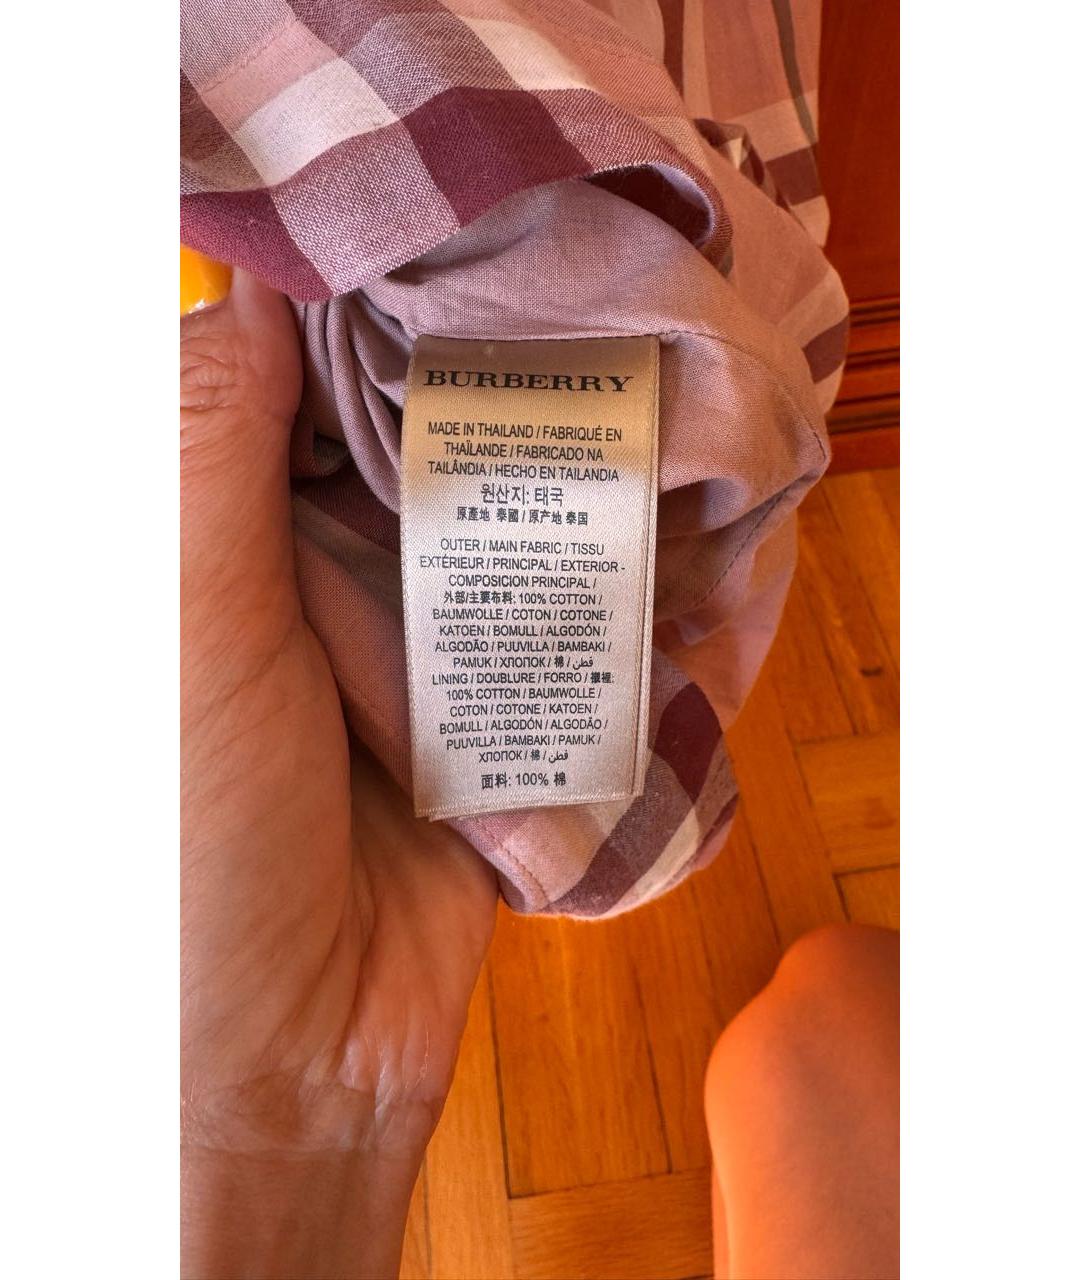 BURBERRY
MADE IN THAILAND / FABRIQUÉ EN
THAÏLANDE / FABRICADO NA
TAILÂNDIA / HECHO EN TAILANDIA
원산지: 태국
原產地 泰國 / 原产地 泰国
OUTER / MAIN FABRIC / TISSU
EXTÉRIEUR / PRINCIPAL / EXTERIOR -
COMPOSICION PRINCIPAL /
外部/主要布料: 100% COTTON /
BAUMWOLLE / COTON / COTONE /
KATOEN / BOMULL / ALGODÓN /
ALGODÃO / PUUVILLA / BAMBAKI /
PAMUK / ХЛОПОК / 棉 / قطن
LINING / DOUBLURE / FORRO / 襯裡:
100% COTTON / BAUMWOLLE /
COTON / COTONE / KATOEN /
BOMULL / ALGODÓN / ALGODÃO /
PUUVILLA / BAMBAKI / PAMUK /
ХЛОПОК / 棉 / قطن
面料: 100% 棉